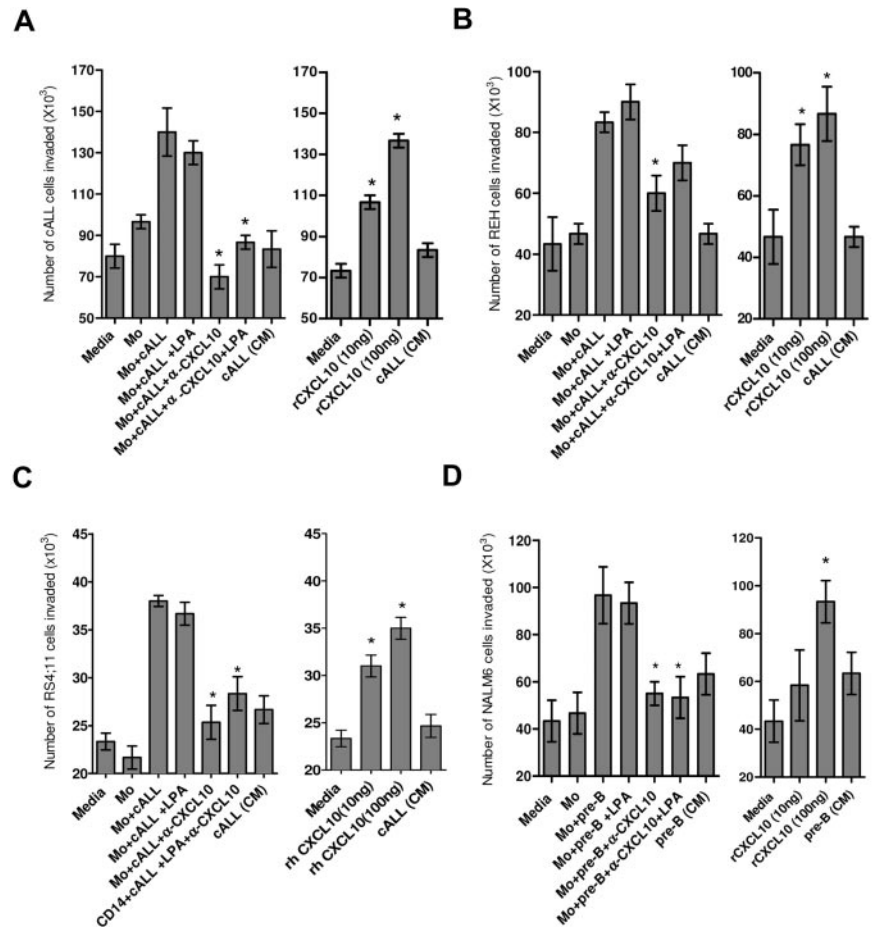 A
Number of cALL cells invaded (X10³)
170
150
130
110
90
70
50
*
*
Media
Mo
Mo+cALL
Mo+cALL +LPA
Mo+cALL+α-CXCL10
Mo+cALL+α -CXCL10+LPA
cALL (CM)
170
150
130
110
90
70
50
*
*
Media
rCXCL10 (10ng)
rCXCL10 (100ng)
cALL (CM)
B
Number of REH cells invaded (X10³)
100
80
60
40
20
*
Media
Mo
Mo+cALL
Mo+cALL +LPA
Mo+cALL+α-CXCL10
Mo+cALL+α-CXCL10+LPA
cALL (CM)
100
80
60
40
20
*
*
Media
rCXCL10 (10ng)
rCXCL10 (100ng)
cALL (CM)
C
Number of RS4;11 cells invaded (x10³)
45
40
35
30
25
20
*
*
Media
Mo
Mo+cALL
Mo+cALL +LPA
Mo+cALL+α-CXCL10
CD14+cALL +LPA+α-CXCL10
cALL (CM)
45
40
35
30
25
20
*
*
Media
rh CXCL10(10ng)
rh CXCL10(100ng)
cALL (CM)
D
Number of NALM6 cells invaded (X10³)
120
100
80
60
40
20
*
*
Media
Mo
Mo+pre-B
Mo+pre-B +LPA
Mo+pre-B+α-CXCL10
Mo+pre-B+α-CXCL10+LPA
pre-B (CM)
120
100
80
60
40
20
*
Media
rCXCL10 (10ng)
rCXCL10 (100ng)
pre-B (CM)